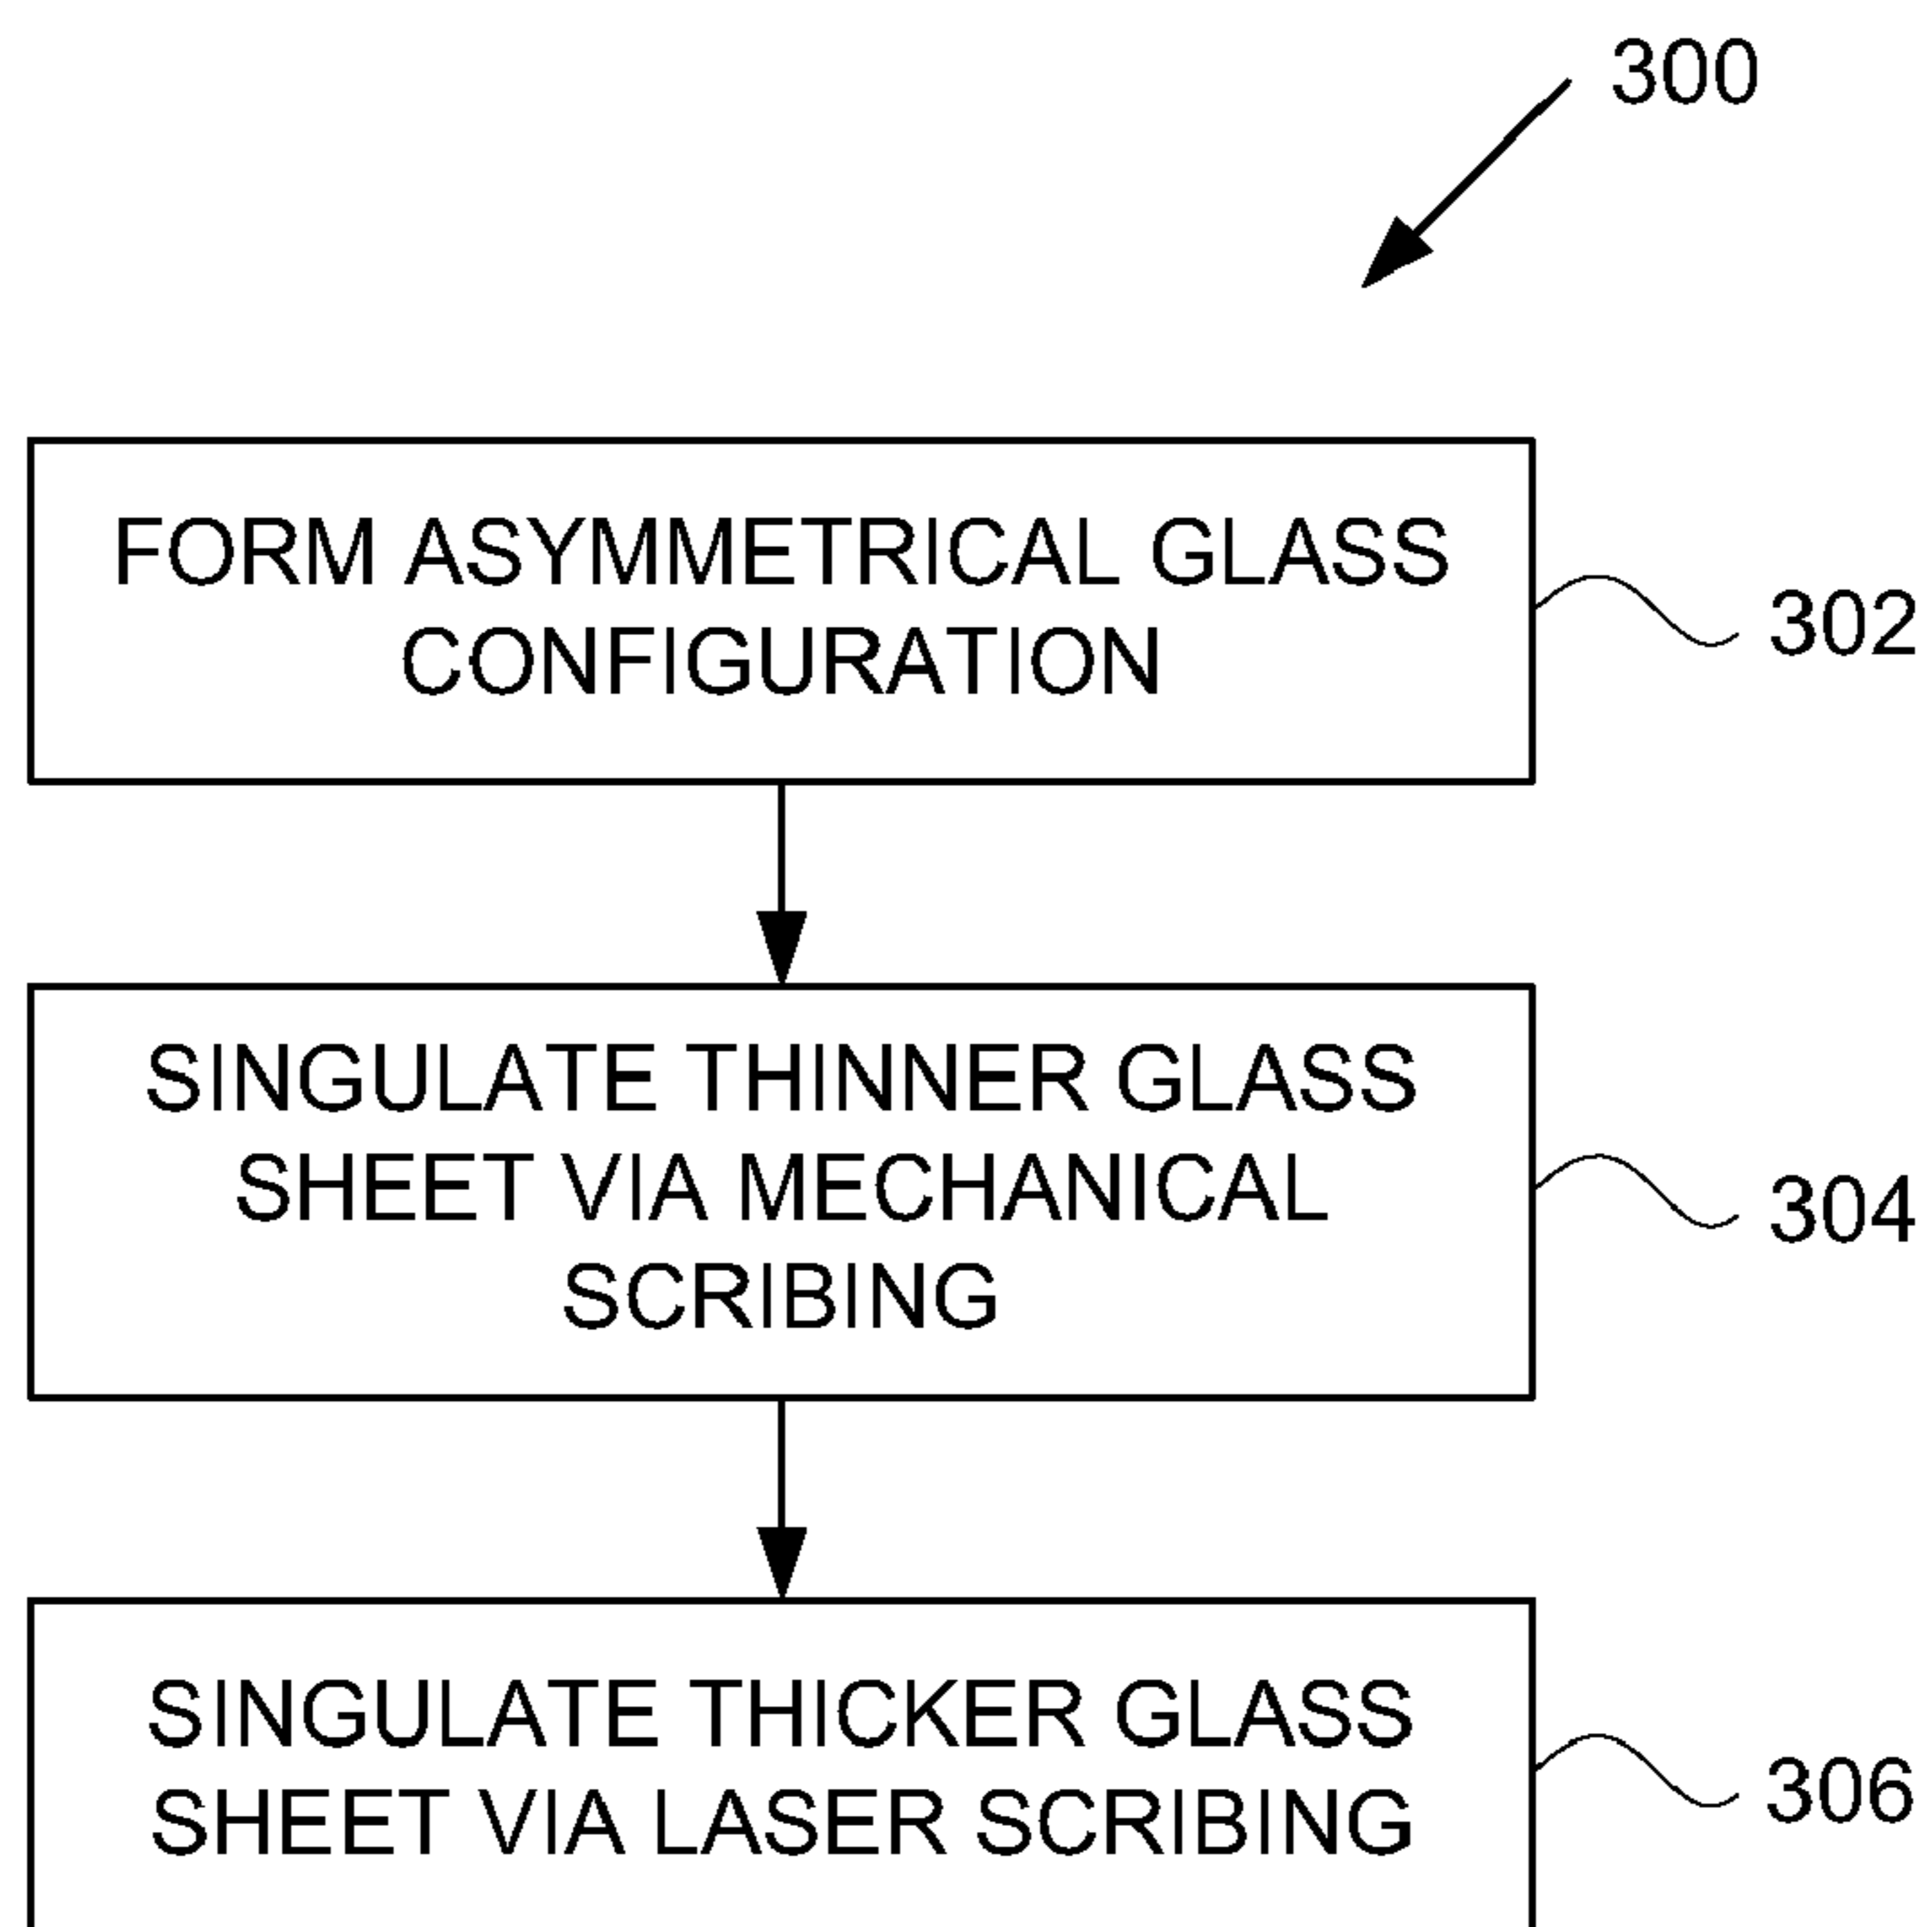 300
FORM ASYMMETRICAL GLASS
CONFIGURATION
302
SINGULATE THINNER GLASS
SHEET VIA MECHANICAL
SCRIBING
304
SINGULATE THICKER GLASS
SHEET VIA LASER SCRIBING
306